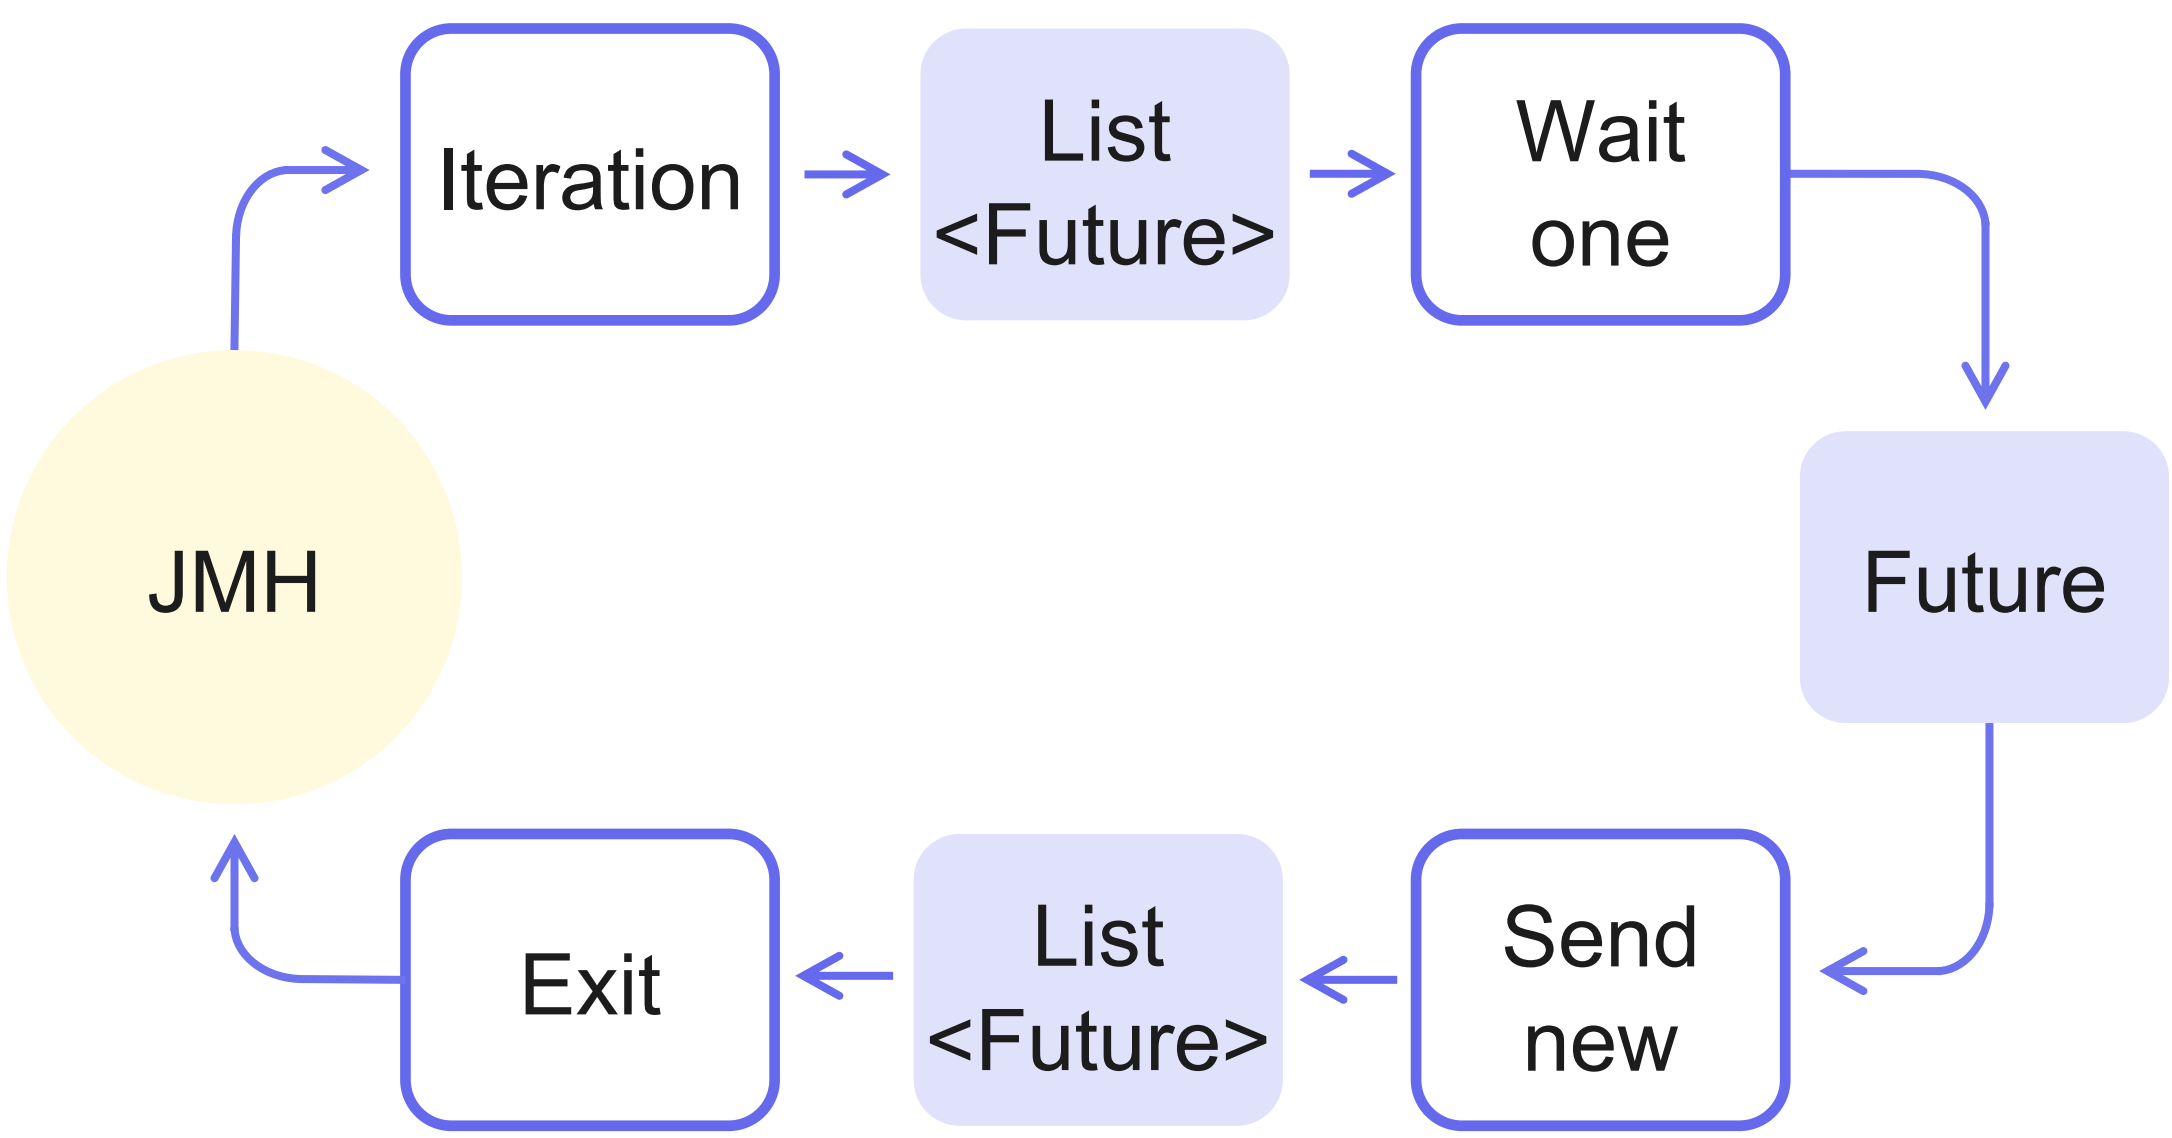 Iteration
List
<Future>
Wait
one
JMH
Future
Exit
List
<Future>
Send
new